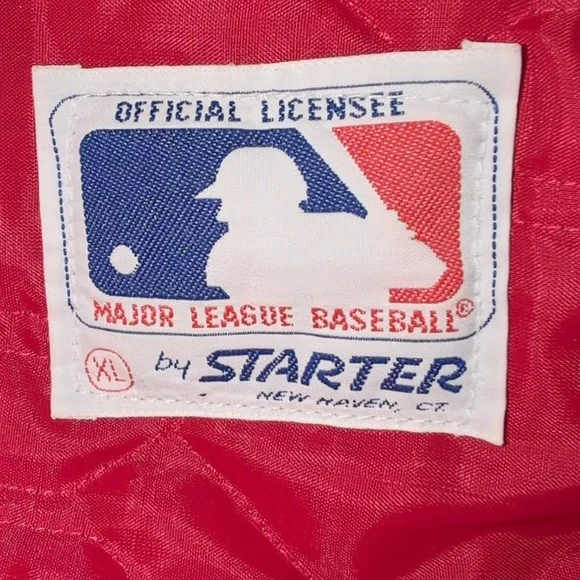 OFFICIAL LICENSEE
MAJOR LEAGUE BASEBALL®
XL by STARTER
NEW HAVEN, CT.